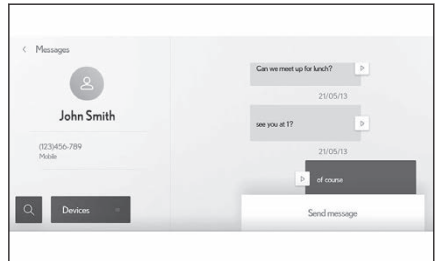 Messages
John Smith
(123)456-789
Mobile
Devices
Can we meet up for lunch?
21/05/13
see you at 1?
21/05/13
of course
Send message